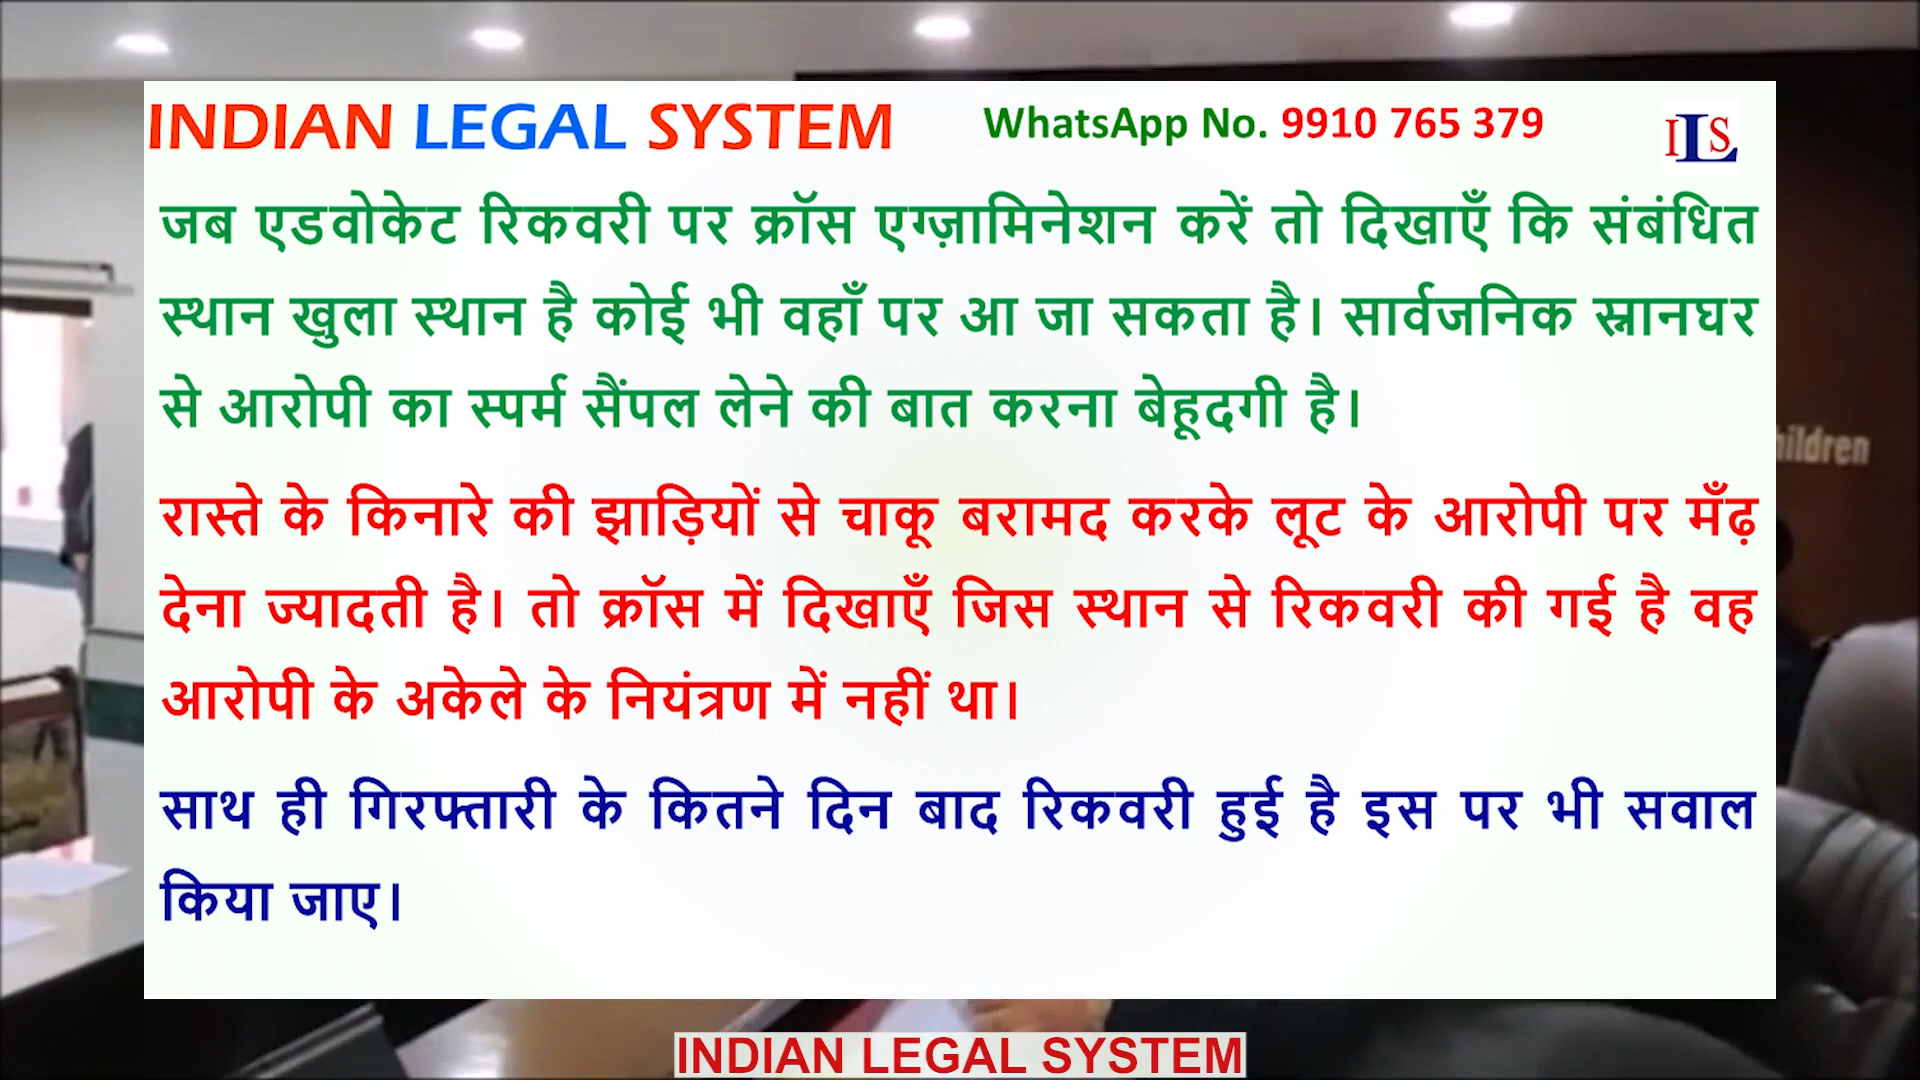 INDIAN LEGAL SYSTEM WhatsApp No. 9910 765 379 ILS
जब एडवोकेट रिकवरी पर क्रॉस एग्ज़ामिनेशन करें तो दिखाएँ कि संबंधित
स्थान खुला स्थान है कोई भी वहाँ पर आ जा सकता है। सार्वजनिक स्नानघर
से आरोपी का स्पर्म सैंपल लेने की बात करना बेहूदगी है।
रास्ते के किनारे की झाड़ियों से चाकू बरामद करके लूट के आरोपी पर मँढ़
देना ज्यादती है। तो क्रॉस में दिखाएँ जिस स्थान से रिकवरी की गई है वह
आरोपी के अकेले के नियंत्रण में नहीं था।
साथ ही गिरफ्तारी के कितने दिन बाद रिकवरी हुई है इस पर भी सवाल
किया जाए।
INDIAN LEGAL SYSTEM